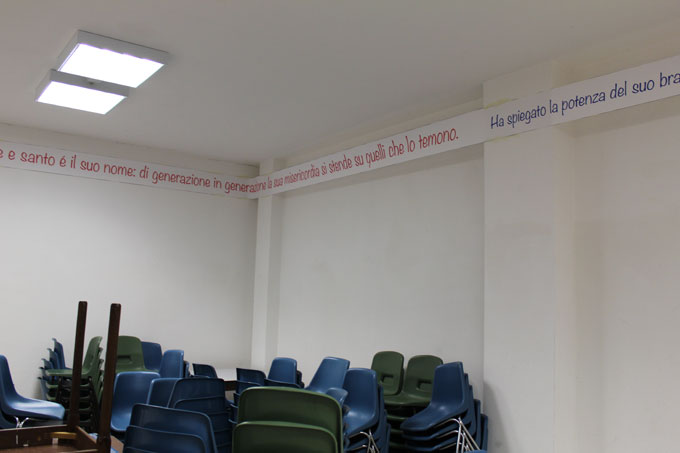 e e santo é il suo nome: di generazione in generazione la sua misericordia si stende su quelli che lo temono.
Ha spiegato la potenza del suo bra